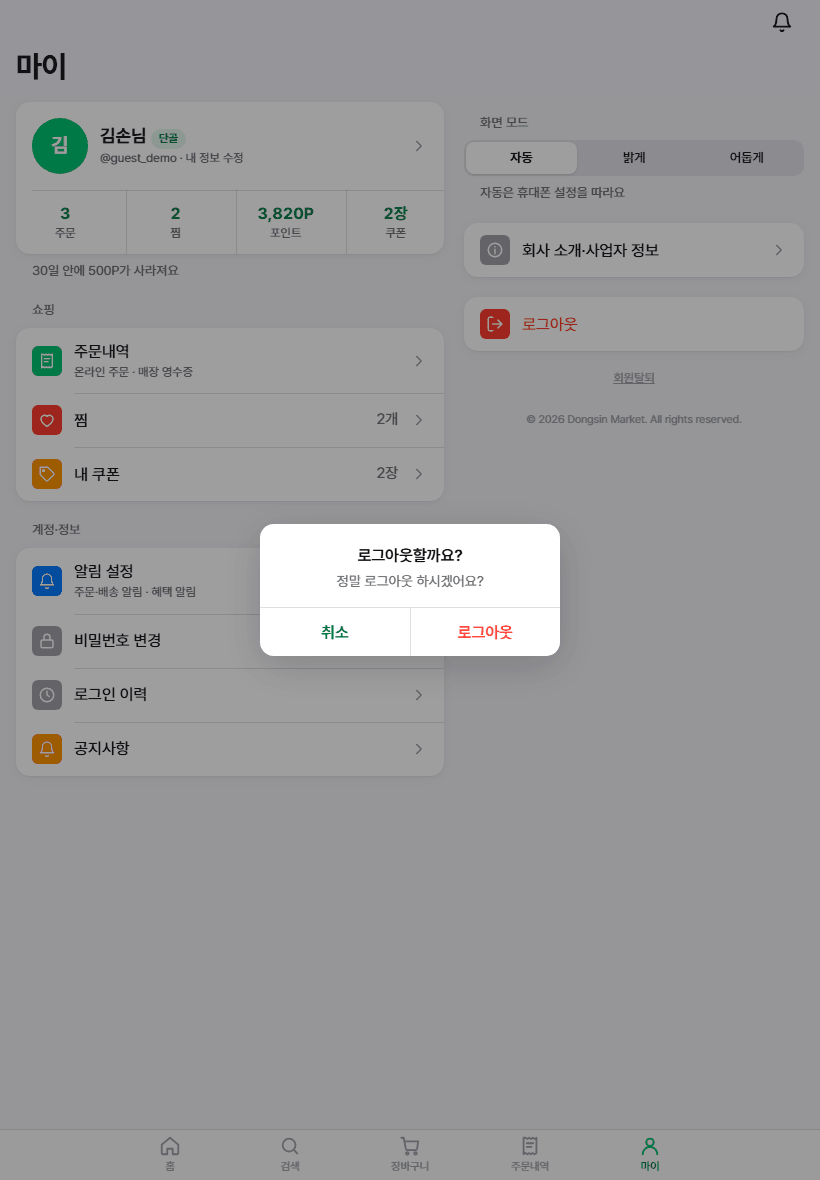 마이
김
김손님 단골
@guest_demo · 내 정보 수정
3
주문
2
찜
3,820P
포인트
2장
쿠폰
30일 안에 500P가 사라져요
쇼핑
주문내역
온라인 주문 · 매장 영수증
찜 2개
내 쿠폰 2장
계정·정보
알림 설정
주문·배송 알림 · 혜택 알림
비밀번호 변경
로그인 이력
공지사항
화면 모드
자동 밝게 어둡게
자동은 휴대폰 설정을 따라요
회사 소개·사업자 정보
로그아웃
회원탈퇴
© 2026 Dongsin Market. All rights reserved.
로그아웃할까요?
정말 로그아웃 하시겠어요?
취소 로그아웃
홈 검색 장바구니 주문내역 마이